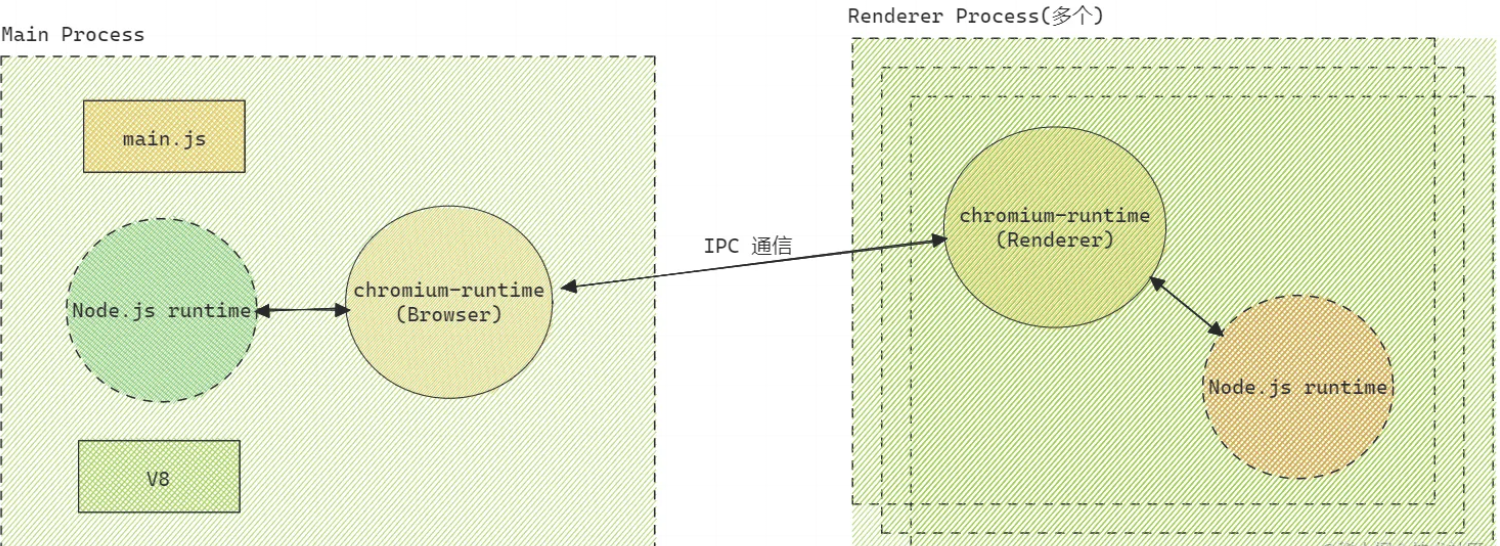 Main Process
main.js
Node.js runtime
chromium-runtime
(Browser)
V8
IPC 通信
Renderer Process(多个)
chromium-runtime
(Renderer)
Node.js runtime